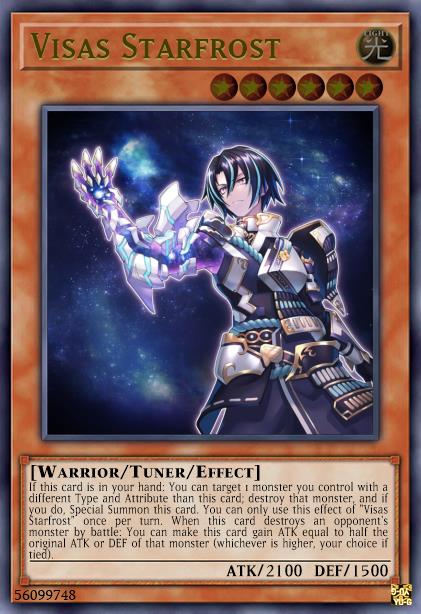 Visas Starfrost
LIGHT
光
[Warrior/Tuner/Effect]
If this card is in your hand: You can target 1 monster you control with a
different Type and Attribute than this card; destroy that monster, and if
you do, Special Summon this card. You can only use this effect of "Visas
Starfrost" once per turn. When this card destroys an opponent's
monster by battle: You can make this card gain ATK equal to half the
original ATK or DEF of that monster (whichever is higher, your choice if
tied).
ATK/2100 DEF/1500
56099748